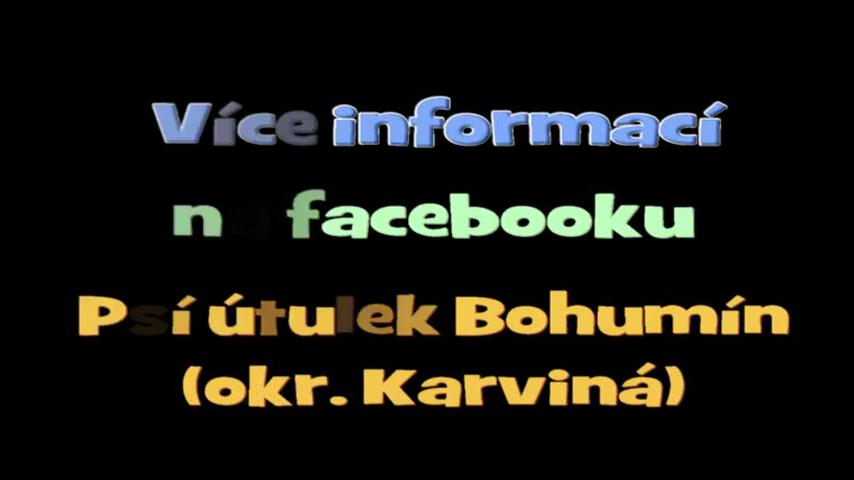 Více informací
na facebooku
Psí útulek Bohumín
(okr. Karviná)